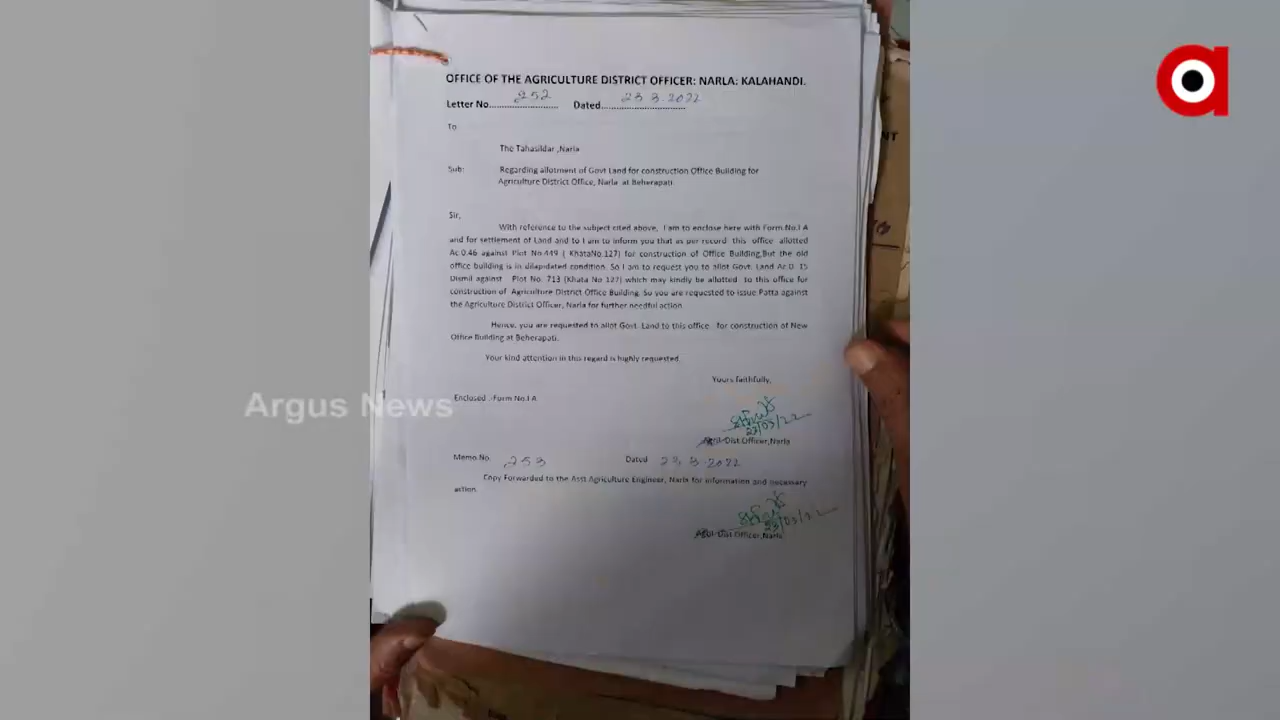 OFFICE OF THE AGRICULTURE DISTRICT OFFICER: NARLA: KALAHANDI.
Letter No..........252............ Dated......23.3.2022......
To
The Tahasildar ,Narla
Sub: Regarding allotment of Govt Land for construction Office Building for
Agriculture District Office, Narla at Beherapati.
Sir,
With reference to the subject cited above, I am to enclose here with Form No.I A
and for settlement of Land and to I am to inform you that as per record this office allotted
Ac.0.46 against Plot No.449 ( KhataNo.127) for construction of Office Building,But the old
office building is in dilapidated condition. So I am to request you to allot Govt. Land Ac.0 15
Dismil against Plot No. 713 (Khata No 127) which may kindly be allotted to this office for
construction of Agriculture District Office Building. So you are requested to issue Patta against
the Agriculture District Officer, Narla for further needful action.
Hence, you are requested to allot Govt. Land to this office for construction of New
Office Building at Beherapati.
Your kind attention in this regard is highly requested.
Yours faithfully,
Enclosed :-Form No.I A
23/03/22
Dist Officer,Narla
Memo No. 253 Dated 23.3.2022
Copy Forwarded to the Asst Agriculture Engineer, Narla for information and necessary
action.
23/03/22
Dist Officer,Narla
Argus News
a
NT